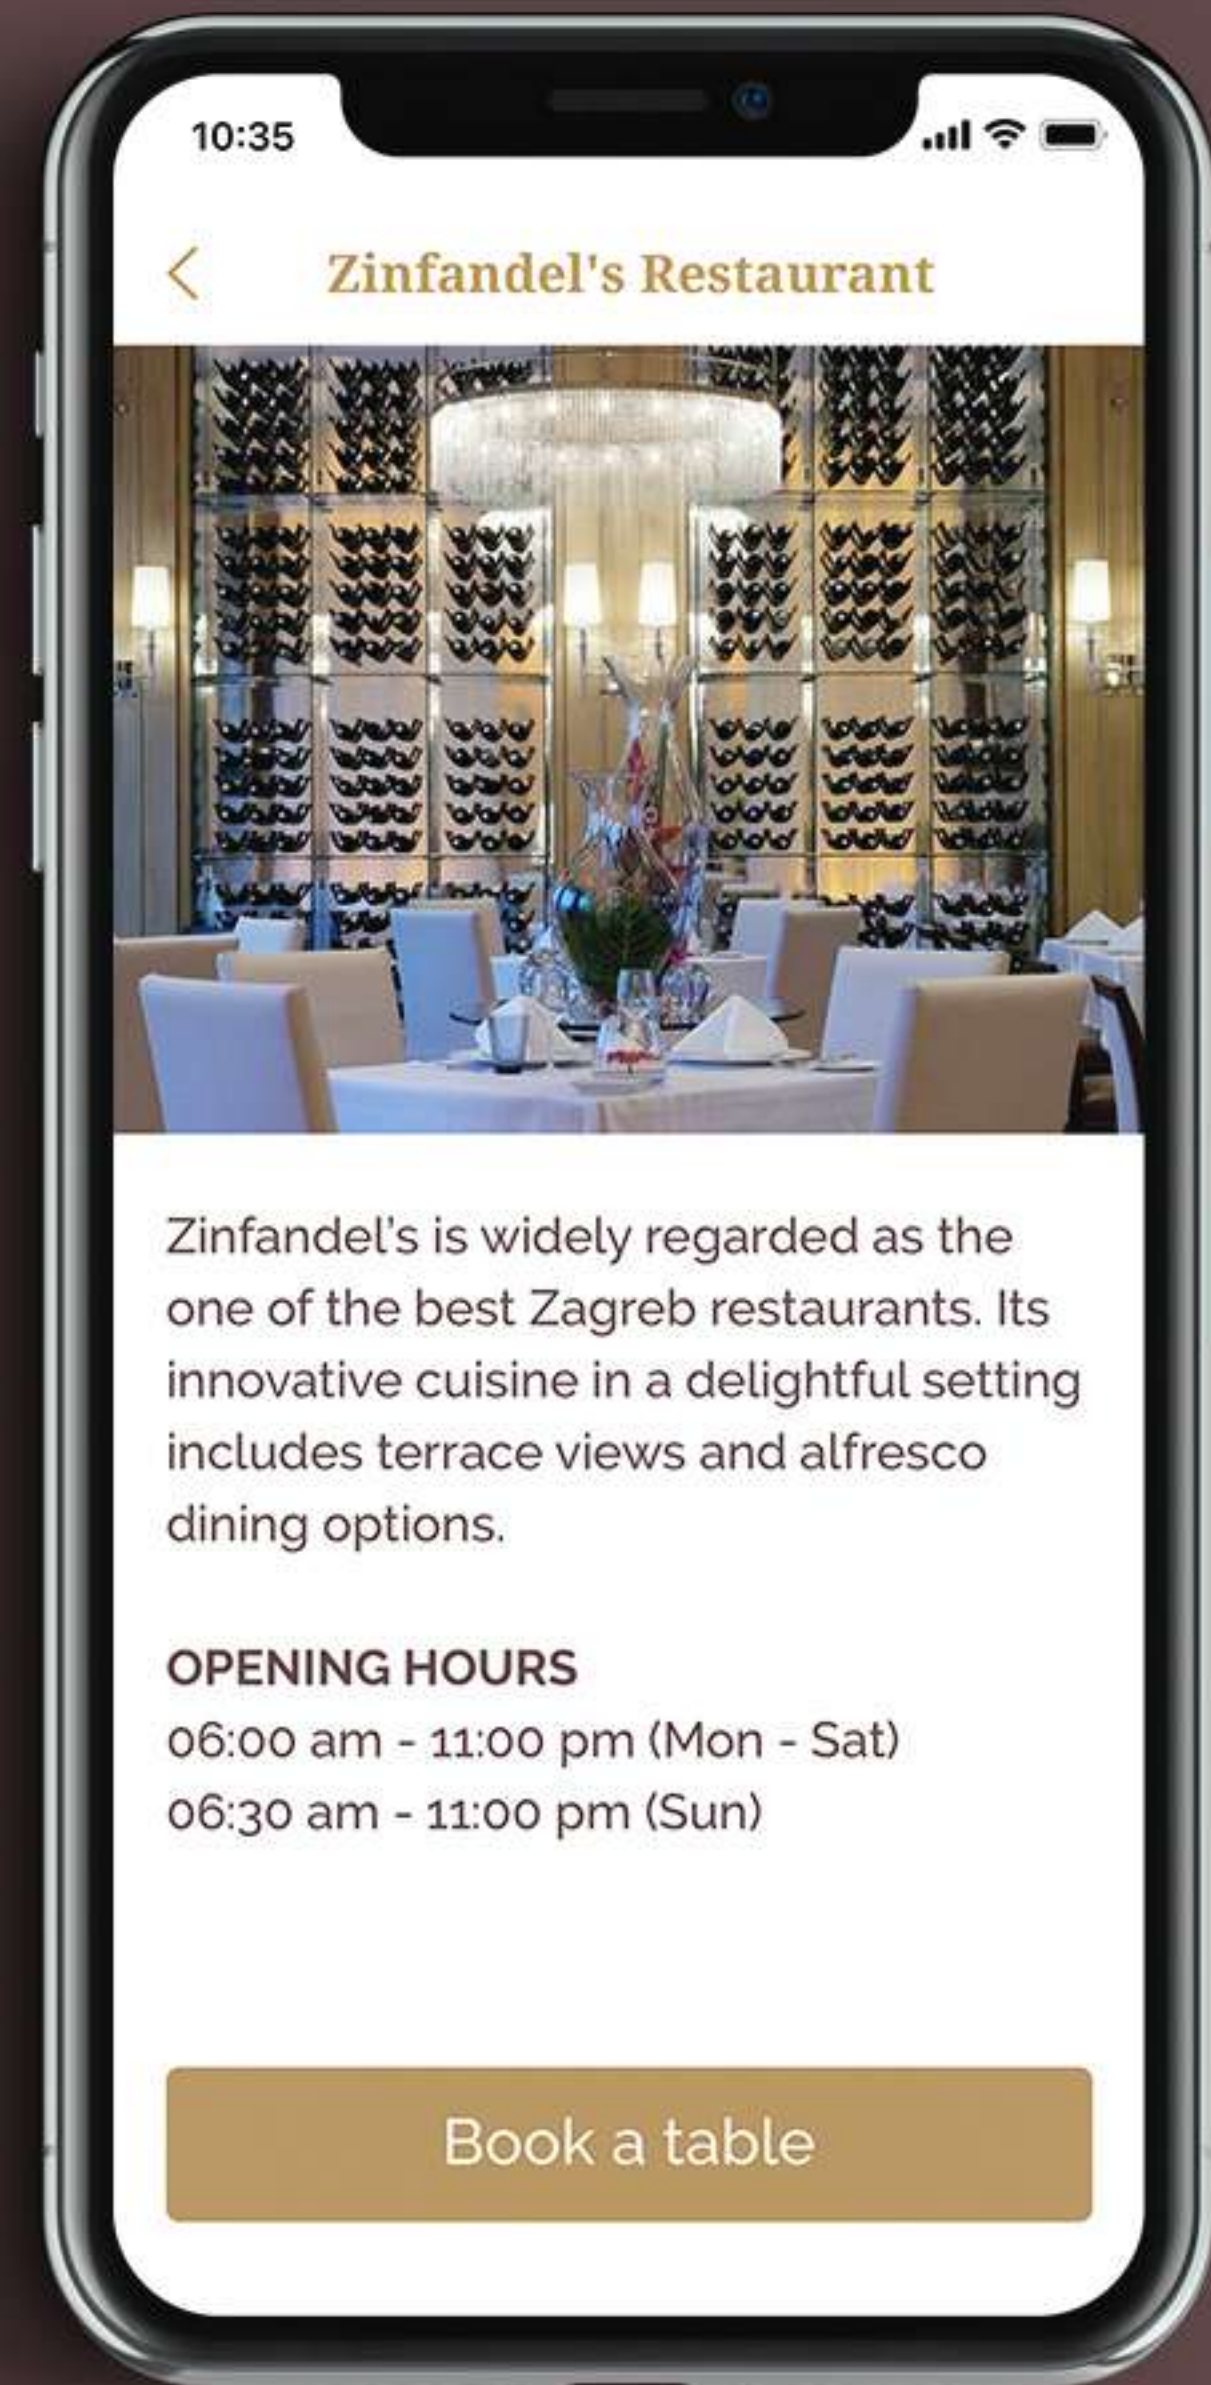 10:35
Zinfandel's Restaurant
Zinfandel's is widely regarded as the
one of the best Zagreb restaurants. Its
innovative cuisine in a delightful setting
includes terrace views and alfresco
dining options.
OPENING HOURS
06:00 am - 11:00 pm (Mon - Sat)
06:30 am - 11:00 pm (Sun)
Book a table